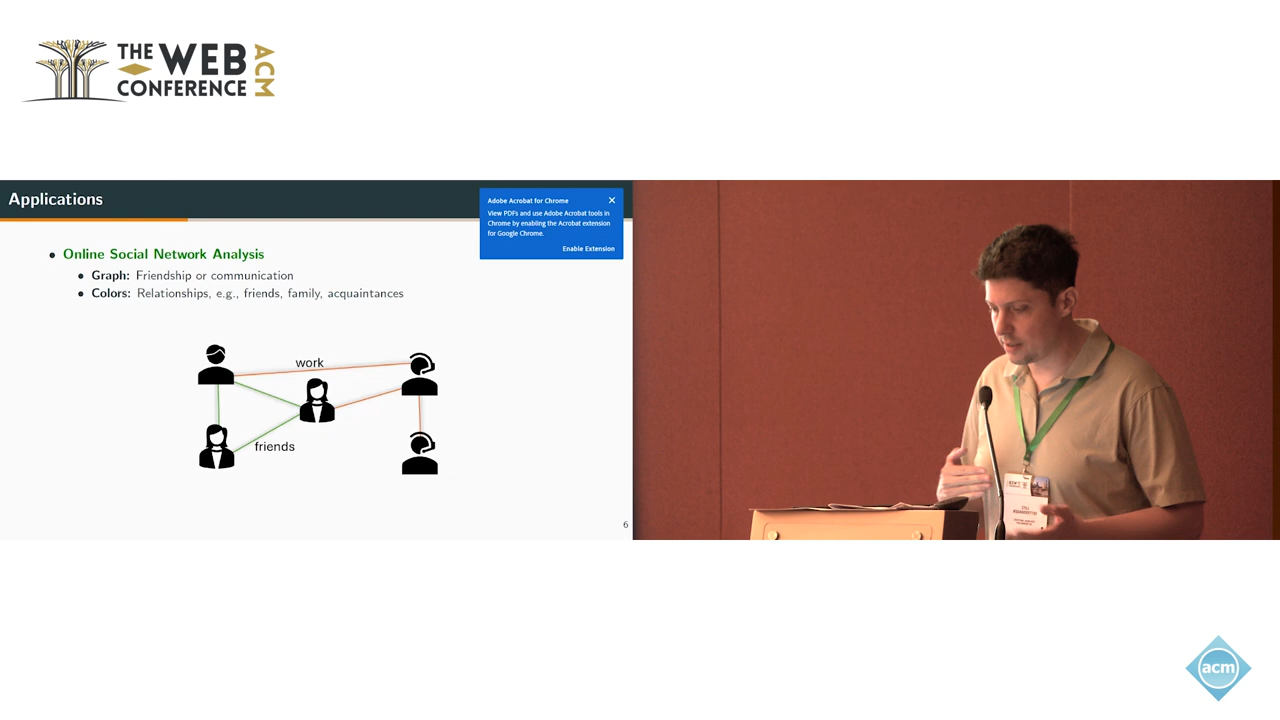 THE WEB
CONFERENCE
ACM
Applications
Adobe Acrobat for Chrome
View PDFs and use Adobe Acrobat tools in
Chrome by enabling the Acrobat extension
for Google Chrome.
Enable Extension
• Online Social Network Analysis
• Graph: Friendship or communication
• Colors: Relationships, e.g., friends, family, acquaintances
work
friends
6
acm